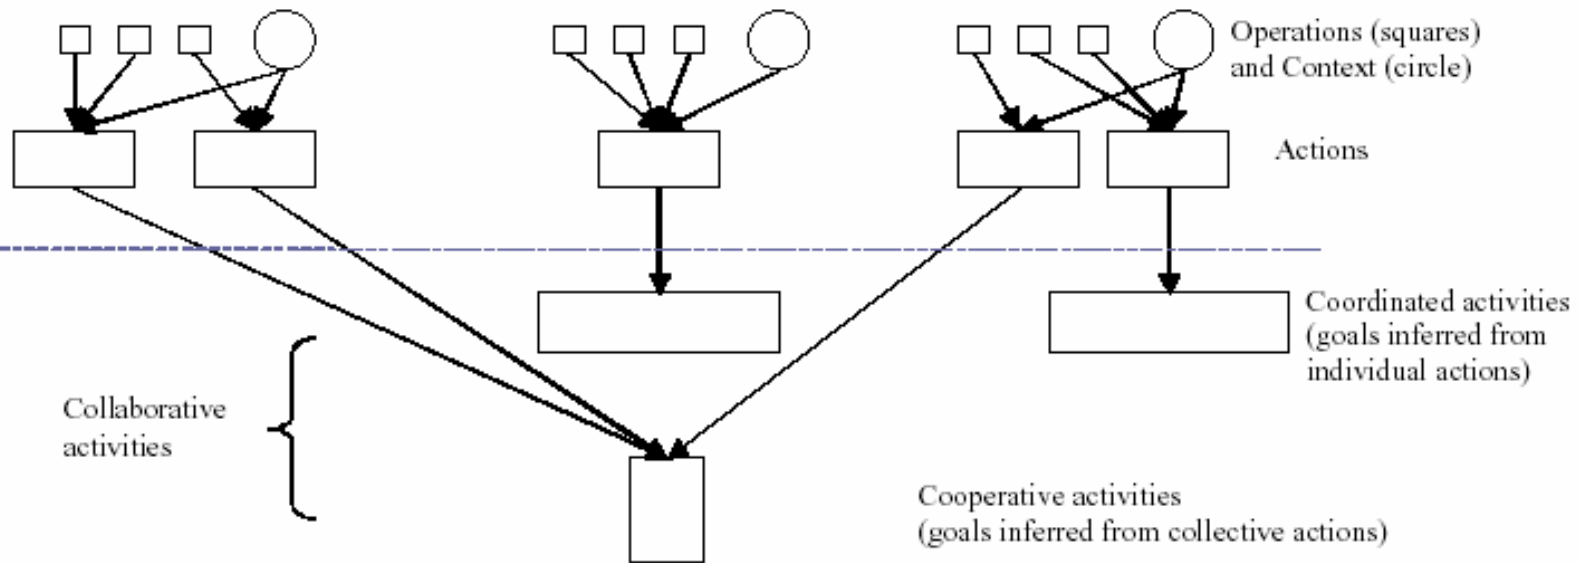 Operations (squares)
and Context (circle)
Actions
Coordinated activities
(goals inferred from
individual actions)
Collaborative
activities
Cooperative activities
(goals inferred from collective actions)